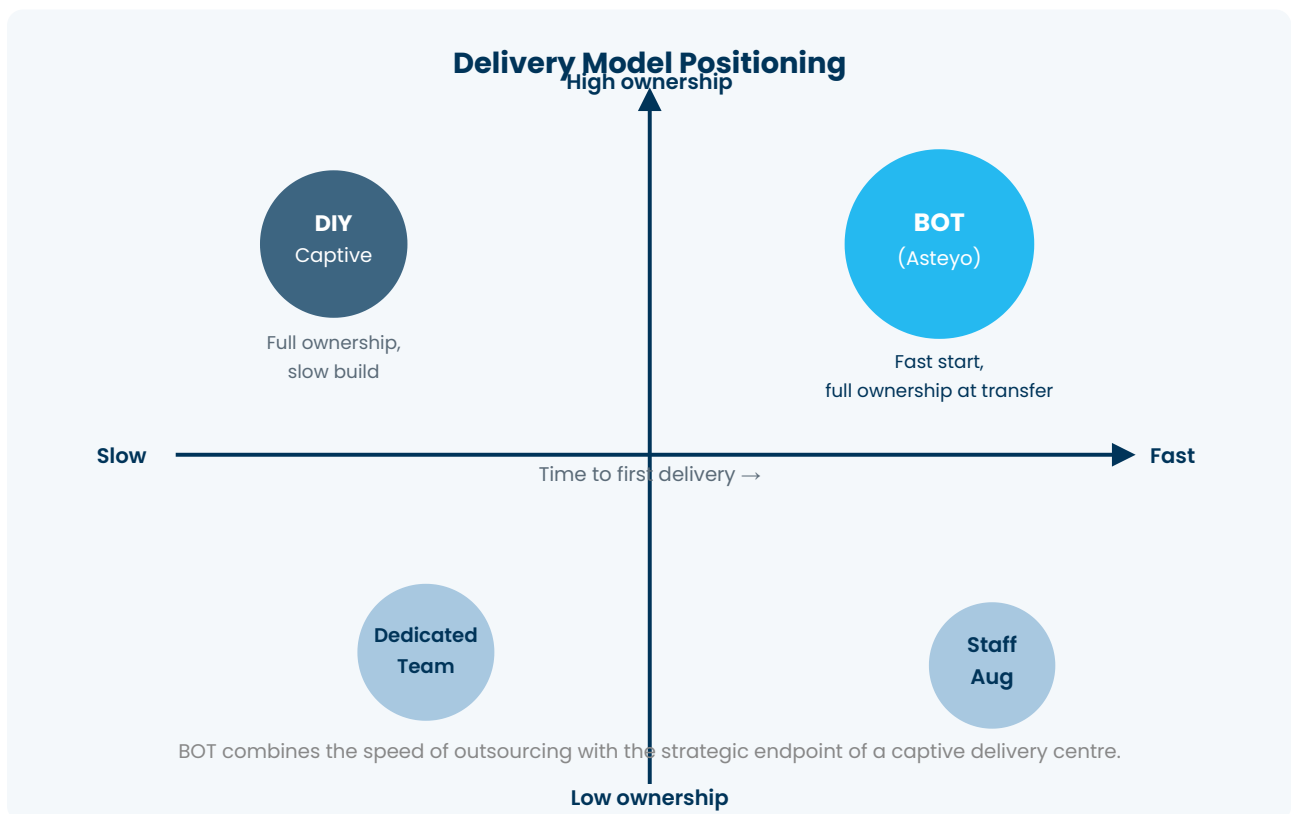 Delivery Model Positioning
High ownership
DIY
Captive
Full ownership,
slow build
BOT
(Asteyo)
Fast start,
full ownership at transfer
Slow
Fast
Time to first delivery →
Dedicated
Team
Staff
Aug
BOT combines the speed of outsourcing with the strategic endpoint of a captive delivery centre.
Low ownership